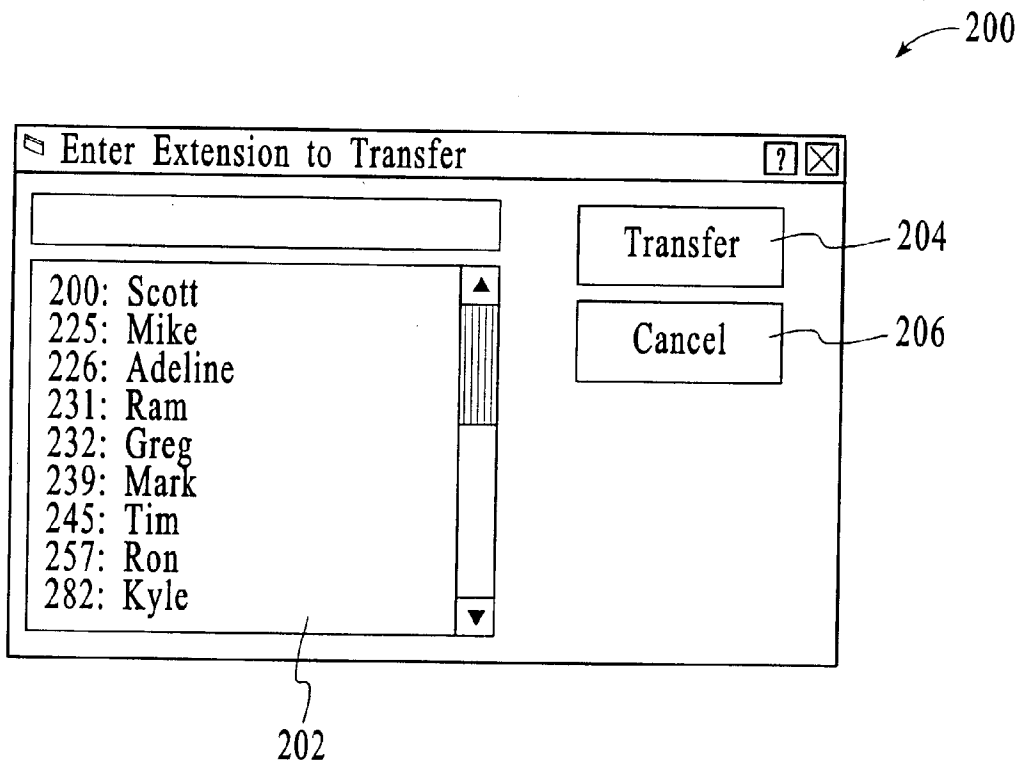 200
Enter Extension to Transfer ?
Transfer 204
Cancel 206
200: Scott
225: Mike
226: Adeline
231: Ram
232: Greg
239: Mark
245: Tim
257: Ron
282: Kyle
202